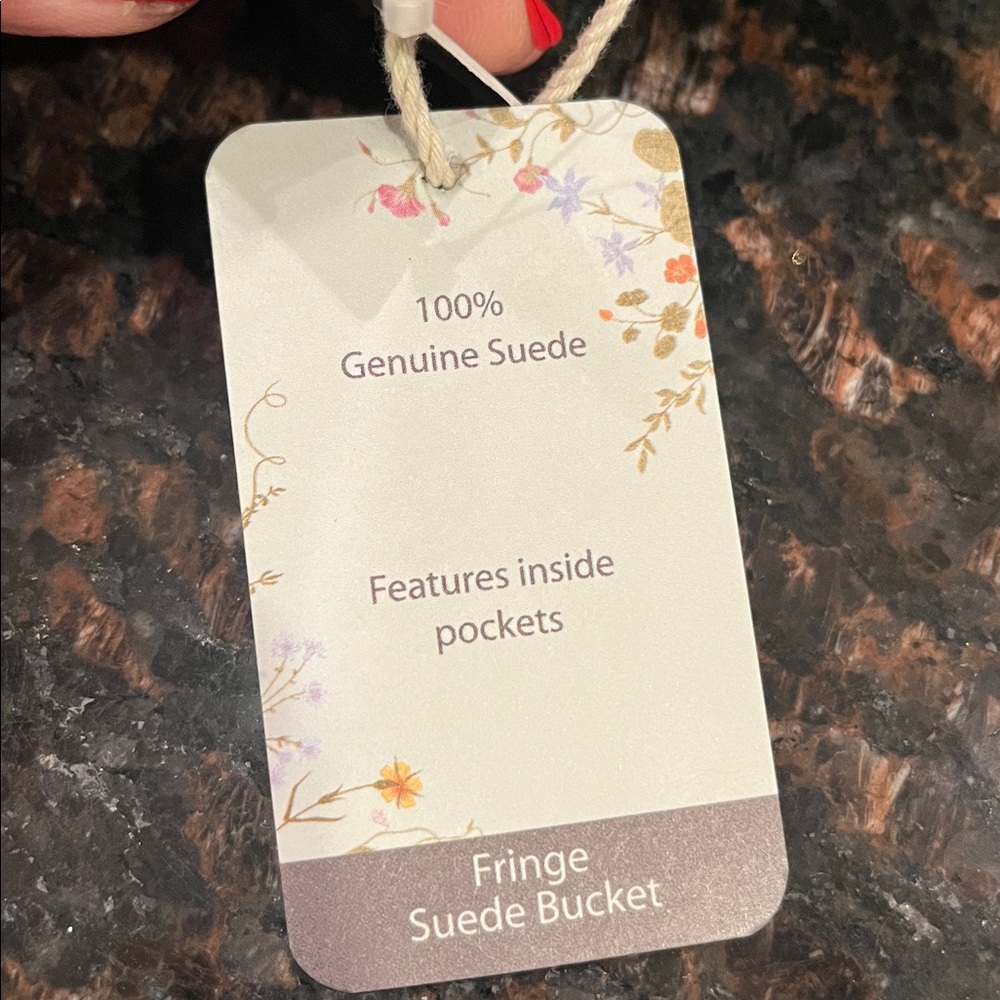 100%
Genuine Suede
Features inside
pockets
Fringe
Suede Bucket